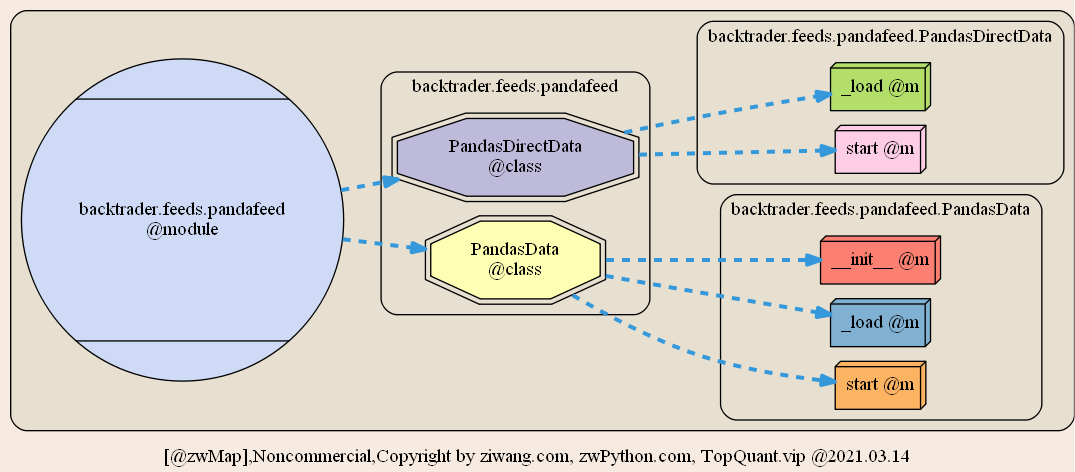 backtrader.feeds.pandafeed
@module
backtrader.feeds.pandafeed
PandasDirectData
@class
PandasData
@class
backtrader.feeds.pandafeed.PandasDirectData
_load @m
start @m
backtrader.feeds.pandafeed.PandasData
__init__ @m
_load @m
start @m
[@zwMap],Noncommercial,Copyright by ziwang.com, zwPython.com, TopQuant.vip @2021.03.14